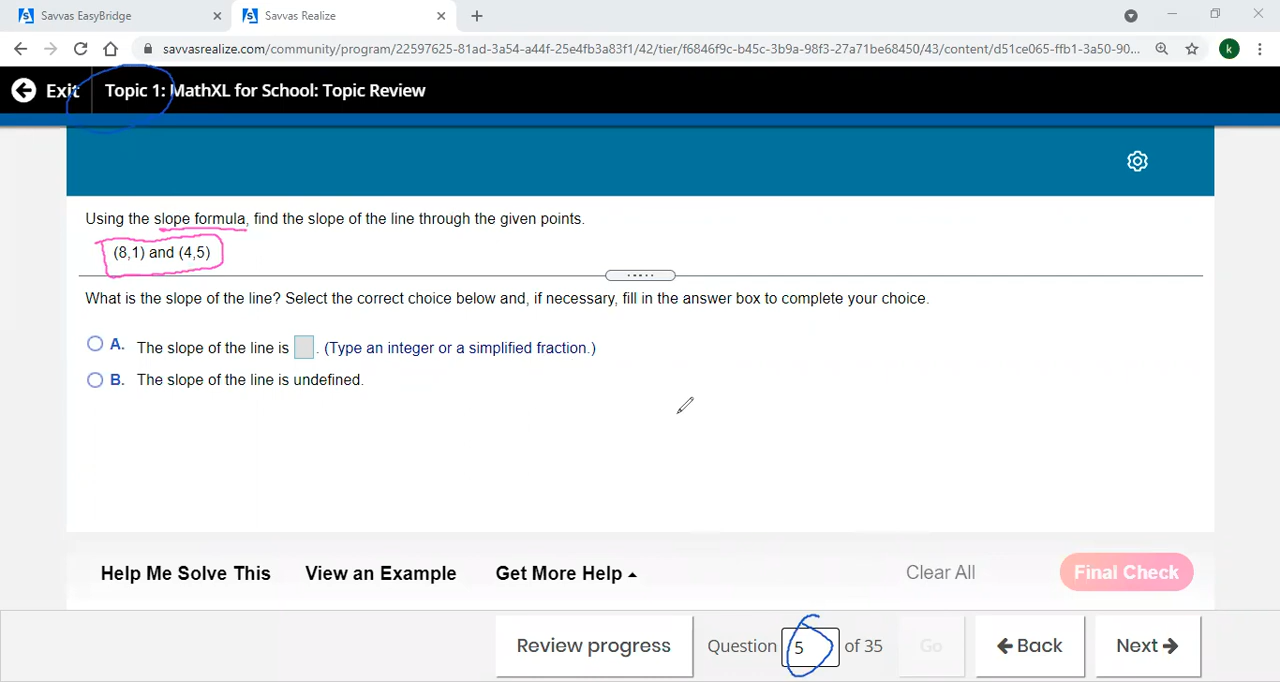 Savvas EasyBridge
Savvas Realize
savvasrealize.com/community/program/22597625-81ad-3a54-a44f-25e4fb3a83f1/42/tier/f6846f9c-b45c-3b9a-98f3-27a71be68450/43/content/d51ce065-ffb1-3a50-90...
k
Exit
Topic 1: MathXL for School: Topic Review
Using the slope formula, find the slope of the line through the given points.
(8,1) and (4,5)
What is the slope of the line? Select the correct choice below and, if necessary, fill in the answer box to complete your choice.
A. The slope of the line is . (Type an integer or a simplified fraction.)
B. The slope of the line is undefined.
Help Me Solve This
View an Example
Get More Help
Clear All
Final Check
Review progress
Question 5 of 35
Go
Back
Next